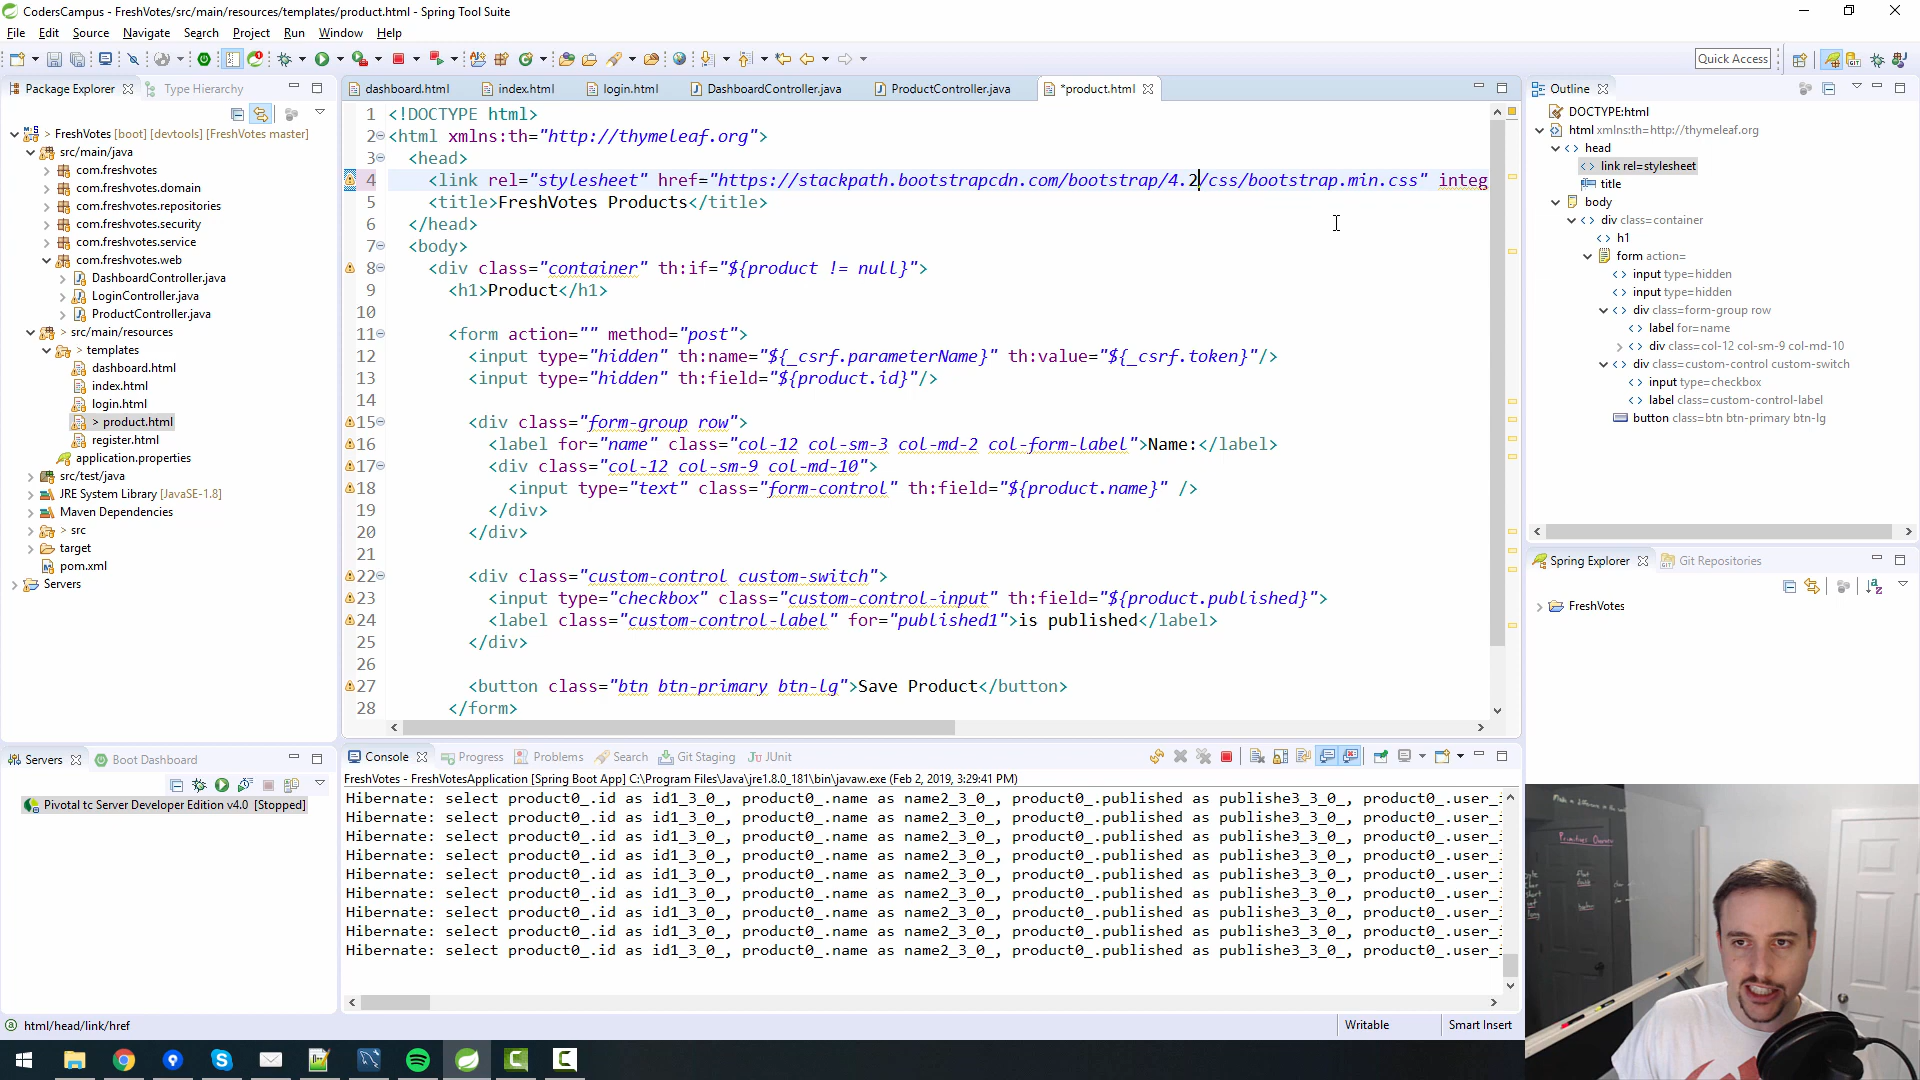 CodersCampus - FreshVotes/src/main/resources/templates/product.html - Spring Tool Suite
File Edit Source Navigate Search Project Run Window Help
Quick Access
Package Explorer Type Hierarchy
FreshVotes [boot] [devtools] [FreshVotes master]
src/main/java
com.freshvotes
com.freshvotes.domain
com.freshvotes.repositories
com.freshvotes.security
com.freshvotes.service
com.freshvotes.web
DashboardController.java
LoginController.java
ProductController.java
> src/main/resources
> templates
dashboard.html
index.html
login.html
> product.html
register.html
application.properties
src/test/java
JRE System Library [JavaSE-1.8]
Maven Dependencies
> src
target
pom.xml
Servers
dashboard.html index.html login.html DashboardController.java ProductController.java *product.html
1 <!DOCTYPE html>
2 <html xmlns:th="http://thymeleaf.org">
3 <head>
4 <link rel="stylesheet" href="https://stackpath.bootstrapcdn.com/bootstrap/4.2/css/bootstrap.min.css" integ
5 <title>FreshVotes Products</title>
6 </head>
7 <body>
8 <div class="container" th:if="${product != null}">
9 <h1>Product</h1>
10
11 <form action="" method="post">
12 <input type="hidden" th:name="${_csrf.parameterName}" th:value="${_csrf.token}"/>
13 <input type="hidden" th:field="${product.id}"/>
14
15 <div class="form-group row">
16 <label for="name" class="col-12 col-sm-3 col-md-2 col-form-label">Name:</label>
17 <div class="col-12 col-sm-9 col-md-10">
18 <input type="text" class="form-control" th:field="${product.name}" />
19 </div>
20 </div>
21
22 <div class="custom-control custom-switch">
23 <input type="checkbox" class="custom-control-input" th:field="${product.published}">
24 <label class="custom-control-label" for="published1">is published</label>
25 </div>
26
27 <button class="btn btn-primary btn-lg">Save Product</button>
28 </form>
Outline
DOCTYPE:html
html xmlns:th=http://thymeleaf.org
head
link rel=stylesheet
title
body
div class=container
h1
form action=
input type=hidden
input type=hidden
div class=form-group row
label for=name
div class=col-12 col-sm-9 col-md-10
div class=custom-control custom-switch
input type=checkbox
label class=custom-control-label
button class=btn btn-primary btn-lg
Spring Explorer Git Repositories
FreshVotes
Servers Boot Dashboard
Pivotal tc Server Developer Edition v4.0 [Stopped]
Console Progress Problems Search Git Staging JUnit
FreshVotes - FreshVotesApplication [Spring Boot App] C:\Program Files\Java\jre1.8.0_181\bin\javaw.exe (Feb 2, 2019, 3:29:41 PM)
Hibernate: select product0_.id as id1_3_0_, product0_.name as name2_3_0_, product0_.published as publishe3_3_0_, product0_.user_i
Hibernate: select product0_.id as id1_3_0_, product0_.name as name2_3_0_, product0_.published as publishe3_3_0_, product0_.user_i
Hibernate: select product0_.id as id1_3_0_, product0_.name as name2_3_0_, product0_.published as publishe3_3_0_, product0_.user_i
Hibernate: select product0_.id as id1_3_0_, product0_.name as name2_3_0_, product0_.published as publishe3_3_0_, product0_.user_i
Hibernate: select product0_.id as id1_3_0_, product0_.name as name2_3_0_, product0_.published as publishe3_3_0_, product0_.user_i
Hibernate: select product0_.id as id1_3_0_, product0_.name as name2_3_0_, product0_.published as publishe3_3_0_, product0_.user_i
Hibernate: select product0_.id as id1_3_0_, product0_.name as name2_3_0_, product0_.published as publishe3_3_0_, product0_.user_i
Hibernate: select product0_.id as id1_3_0_, product0_.name as name2_3_0_, product0_.published as publishe3_3_0_, product0_.user_i
Hibernate: select product0_.id as id1_3_0_, product0_.name as name2_3_0_, product0_.published as publishe3_3_0_, product0_.user_i
html/head/link/href
Writable
Smart Insert